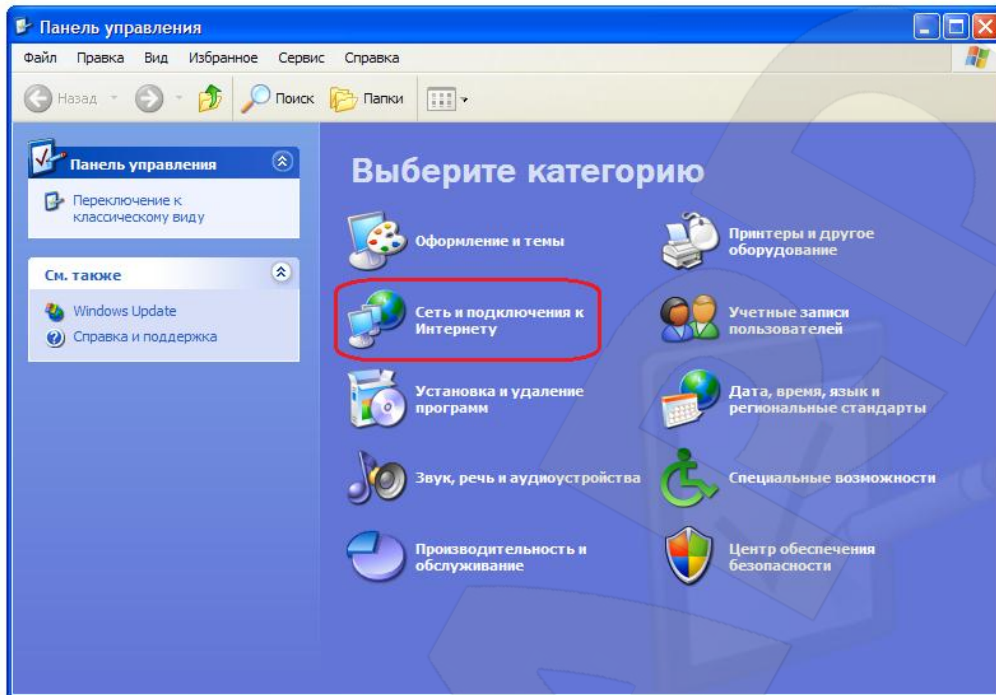 Панель управления
Файл Правка Вид Избранное Сервис Справка
Назад Поиск Папки
Панель управления
Переключение к
классическому виду
См. также
Windows Update
Справка и поддержка
Выберите категорию
Оформление и темы
Принтеры и другое
оборудование
Сеть и подключения к
Интернету
Учетные записи
пользователей
Установка и удаление
программ
Дата, время, язык и
региональные стандарты
Звук, речь и аудиоустройства
Специальные возможности
Производительность и
обслуживание
Центр обеспечения
безопасности